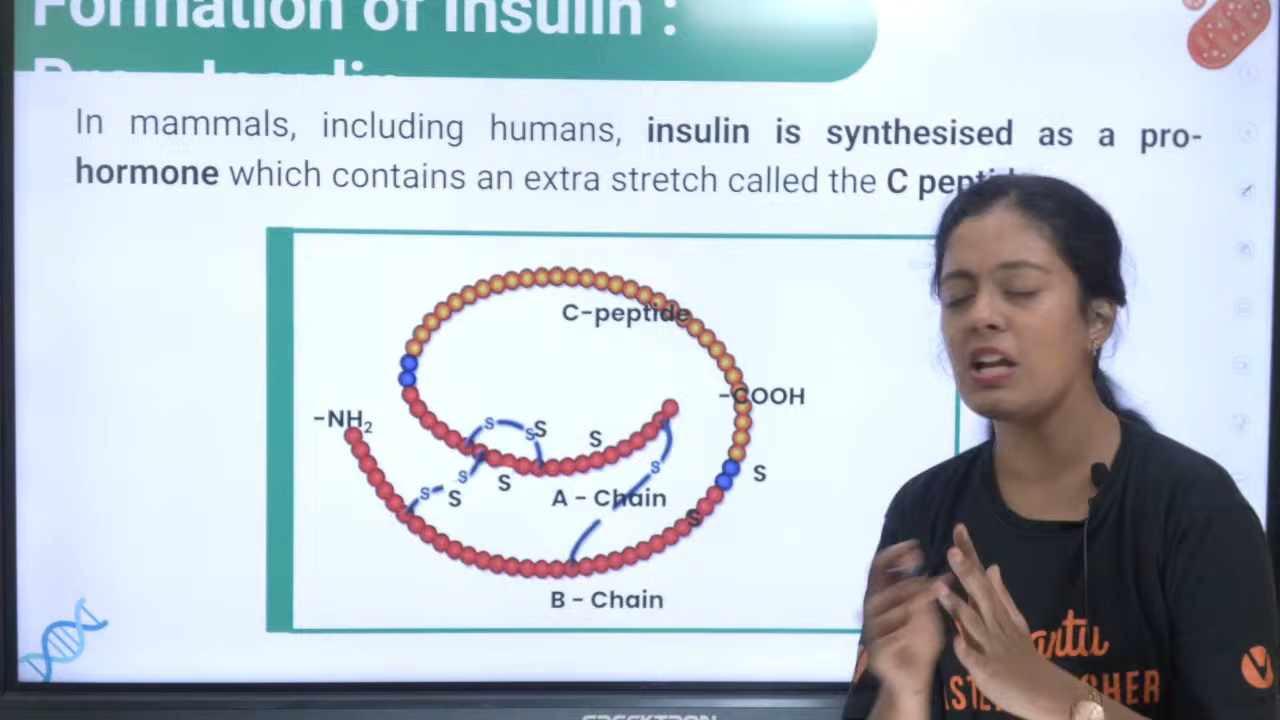 Formation of Insulin :
In mammals, including humans, insulin is synthesised as a pro-
hormone which contains an extra stretch called the C
C-peptide
-COOH
-NH2
S
S S
S
S
S
S
S
S
S
A - Chain
S
B - Chain